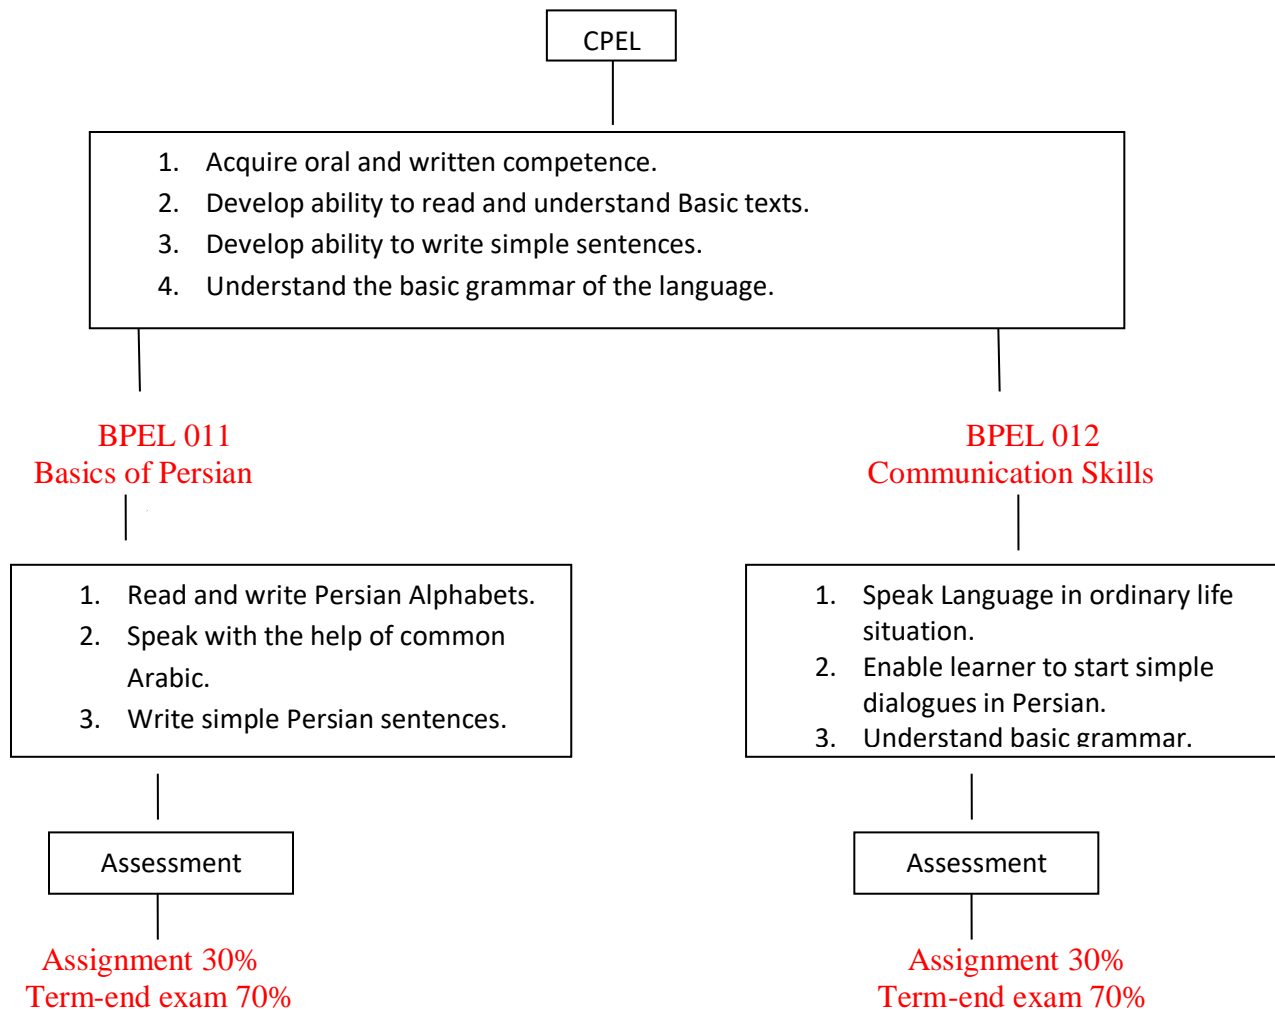 CPEL
1. Acquire oral and written competence.
2. Develop ability to read and understand Basic texts.
3. Develop ability to write simple sentences.
4. Understand the basic grammar of the language.
BPEL 011
Basics of Persian
BPEL 012
Communication Skills
1. Read and write Persian Alphabets.
2. Speak with the help of common
Arabic.
3. Write simple Persian sentences.
1. Speak Language in ordinary life
situation.
2. Enable learner to start simple
dialogues in Persian.
3. Understand basic grammar.
Assessment
Assessment
Assignment 30%
Term-end exam 70%
Assignment 30%
Term-end exam 70%